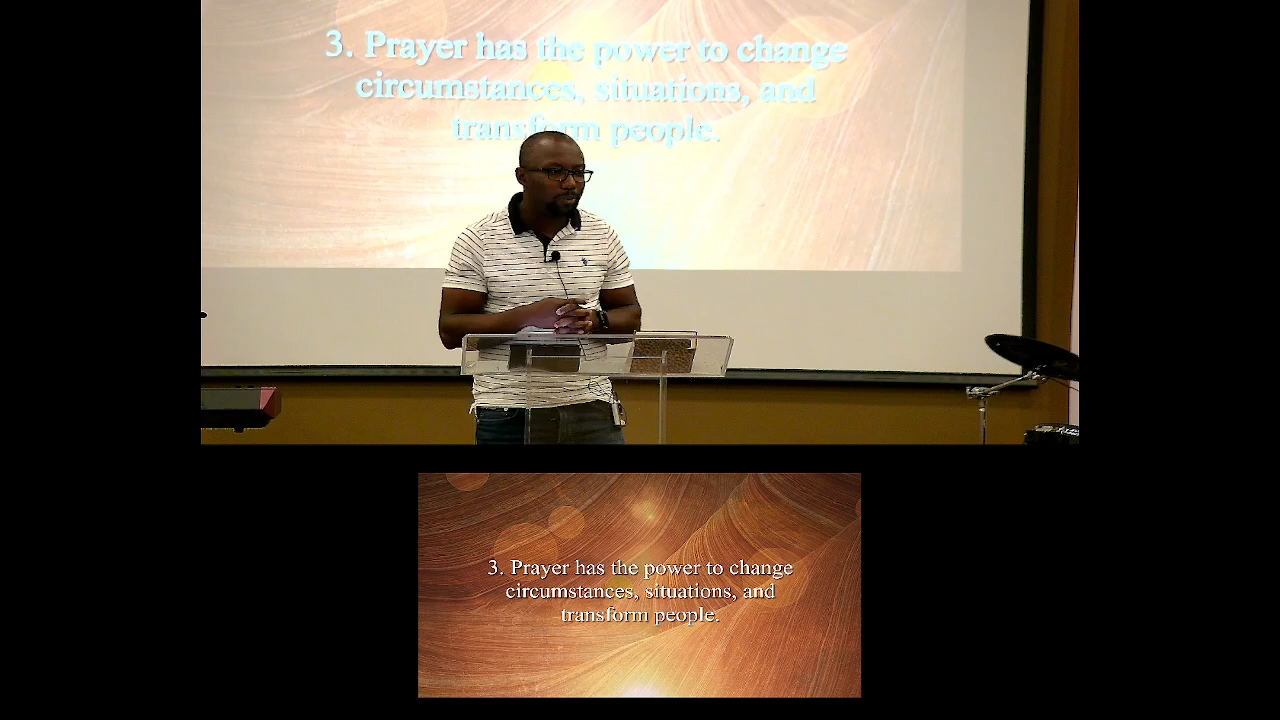 3. Prayer has the power to change
circumstances, situations, and
transform people.
3. Prayer has the power to change
circumstances, situations, and
transform people.